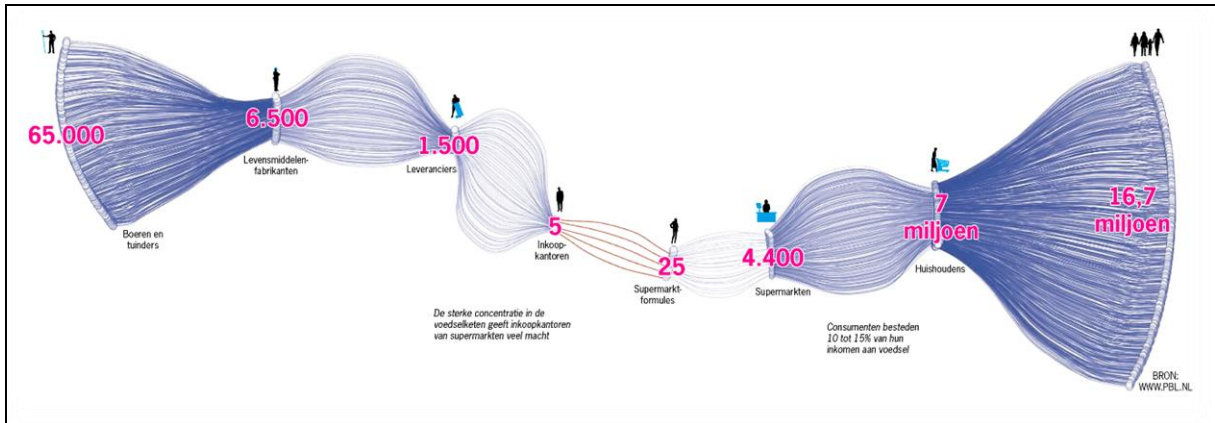 65.000
Boeren en
tuinders
6.500
Levensmiddelen-
fabrikanten
1.500
Leveranciers
5
Inkoop-
kantoren
25
Supermarkt-
formules
4.400
Supermarkten
7
miljoen
Huishoudens
16,7
miljoen
De sterke concentratie in de
voedselketen geeft inkoopkantoren
van supermarkten veel macht
Consumenten besteden
10 tot 15% van hun
inkomen aan voedsel
BRON:
WWW.PBL.NL